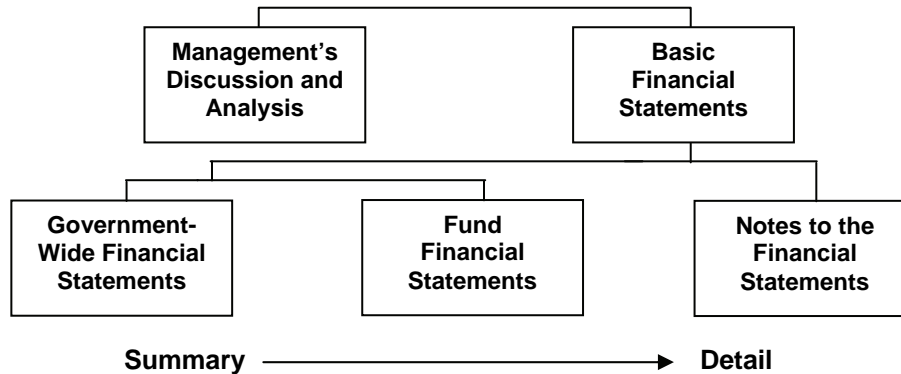 Management's
Discussion and
Analysis
Basic
Financial
Statements
Government-
Wide Financial
Statements
Fund
Financial
Statements
Notes to the
Financial
Statements
Summary
Detail